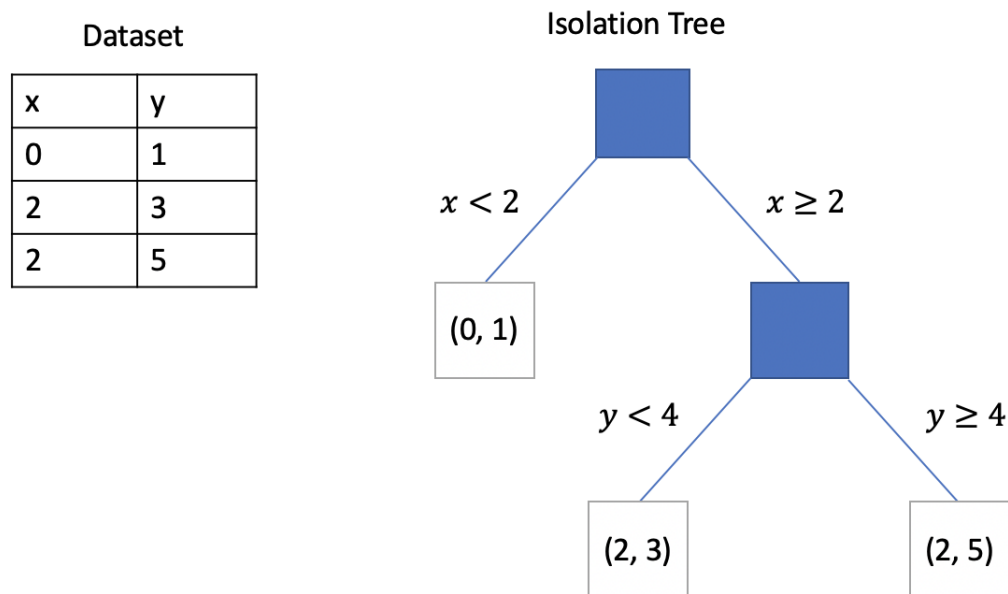 Dataset
x y
0 1
2 3
2 5
Isolation Tree
x < 2
x ≥ 2
(0, 1)
y < 4
y ≥ 4
(2, 3)
(2, 5)